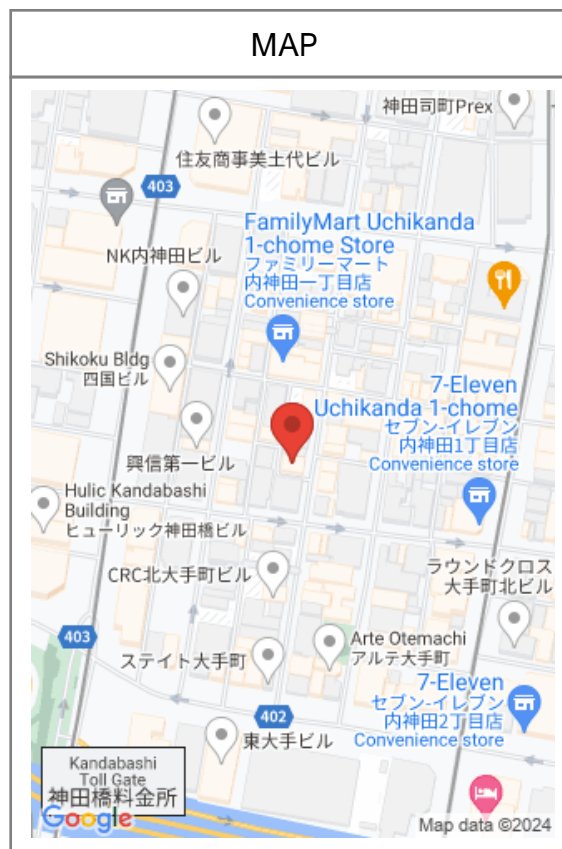 MAP
神田司町Prex
住友商事美土代ビル
403
FamilyMart Uchikanda
1-chome Store
ファミリーマート
内神田一丁目店
Convenience store
NK内神田ビル
Shikoku Bldg
四国ビル
7-Eleven
Uchikanda 1-chome
セブン-イレブン
内神田1丁目店
Convenience store
興信第一ビル
Hulic Kandabashi
Building
ヒューリック神田橋ビル
CRC北大手町ビル
ラウンドクロス
大手町北ビル
403
Arte Otemachi
アルテ大手町
ステイト大手町
7-Eleven
セブン-イレブン
内神田2丁目店
Convenience store
402
東大手ビル
Kandabashi
Toll Gate
神田橋料金所
Google
Map data ©2024